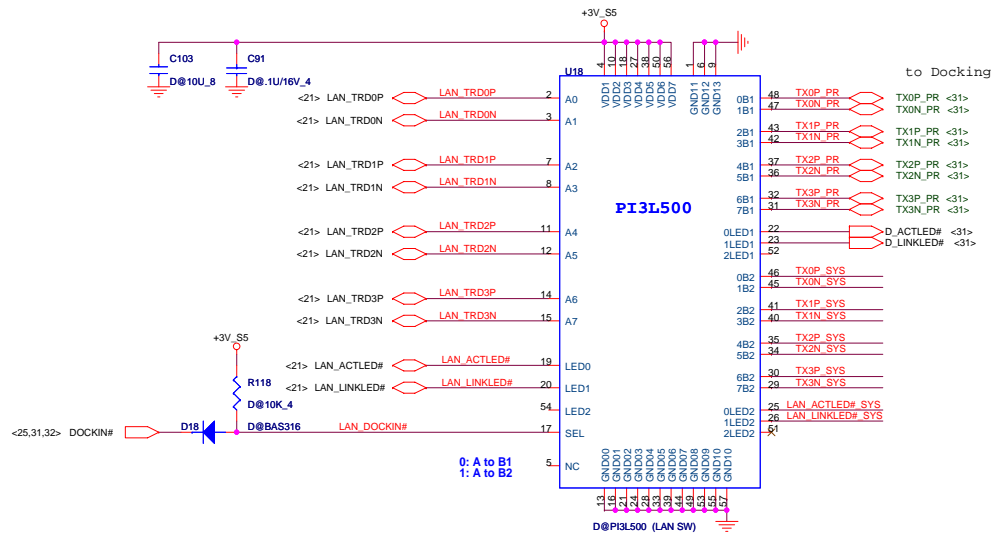 +3V_S5
C103
D@10U_8
C91
D@.1U/16V_4
U18
4
10
18
27
38
50
56
1
6
9
VDD1
VDD2
VDD3
VDD4
VDD5
VDD6
VDD7
GND11
GND12
GND13
to Docking
<21> LAN_TRD0P LAN_TRD0P 2 A0
<21> LAN_TRD0N LAN_TRD0N 3 A1
<21> LAN_TRD1P LAN_TRD1P 7 A2
<21> LAN_TRD1N LAN_TRD1N 8 A3
<21> LAN_TRD2P LAN_TRD2P 11 A4
<21> LAN_TRD2N LAN_TRD2N 12 A5
<21> LAN_TRD3P LAN_TRD3P 14 A6
<21> LAN_TRD3N LAN_TRD3N 15 A7
<21> LAN_ACTLED# LAN_ACTLED# 19 LED0
<21> LAN_LINKLED# LAN_LINKLED# 20 LED1
54 LED2
+3V_S5
R118
D@10K_4
<25,31,32> DOCKIN# D18 D@BAS316 LAN_DOCKIN# 17 SEL
5 NC
0: A to B1
1: A to B2
PI3L500
0B1 48 TX0P_PR TX0P_PR <31>
1B1 47 TX0N_PR TX0N_PR <31>
2B1 43 TX1P_PR TX1P_PR <31>
3B1 42 TX1N_PR TX1N_PR <31>
4B1 37 TX2P_PR TX2P_PR <31>
5B1 36 TX2N_PR TX2N_PR <31>
6B1 32 TX3P_PR TX3P_PR <31>
7B1 31 TX3N_PR TX3N_PR <31>
0LED1 22 D_ACTLED# <31>
1LED1 23 D_LINKLED# <31>
2LED1 52
0B2 46 TX0P_SYS
1B2 45 TX0N_SYS
2B2 41 TX1P_SYS
3B2 40 TX1N_SYS
4B2 35 TX2P_SYS
5B2 34 TX2N_SYS
6B2 30 TX3P_SYS
7B2 29 TX3N_SYS
0LED2 25 LAN_ACTLED#_SYS
1LED2 26 LAN_LINKLED#_SYS
2LED2 51
GND00
GND01
GND02
GND03
GND04
GND05
GND06
GND07
GND08
GND09
GND10
GND10
13
16
21
24
28
33
39
44
49
53
55
57
D@PI3L500 (LAN SW)